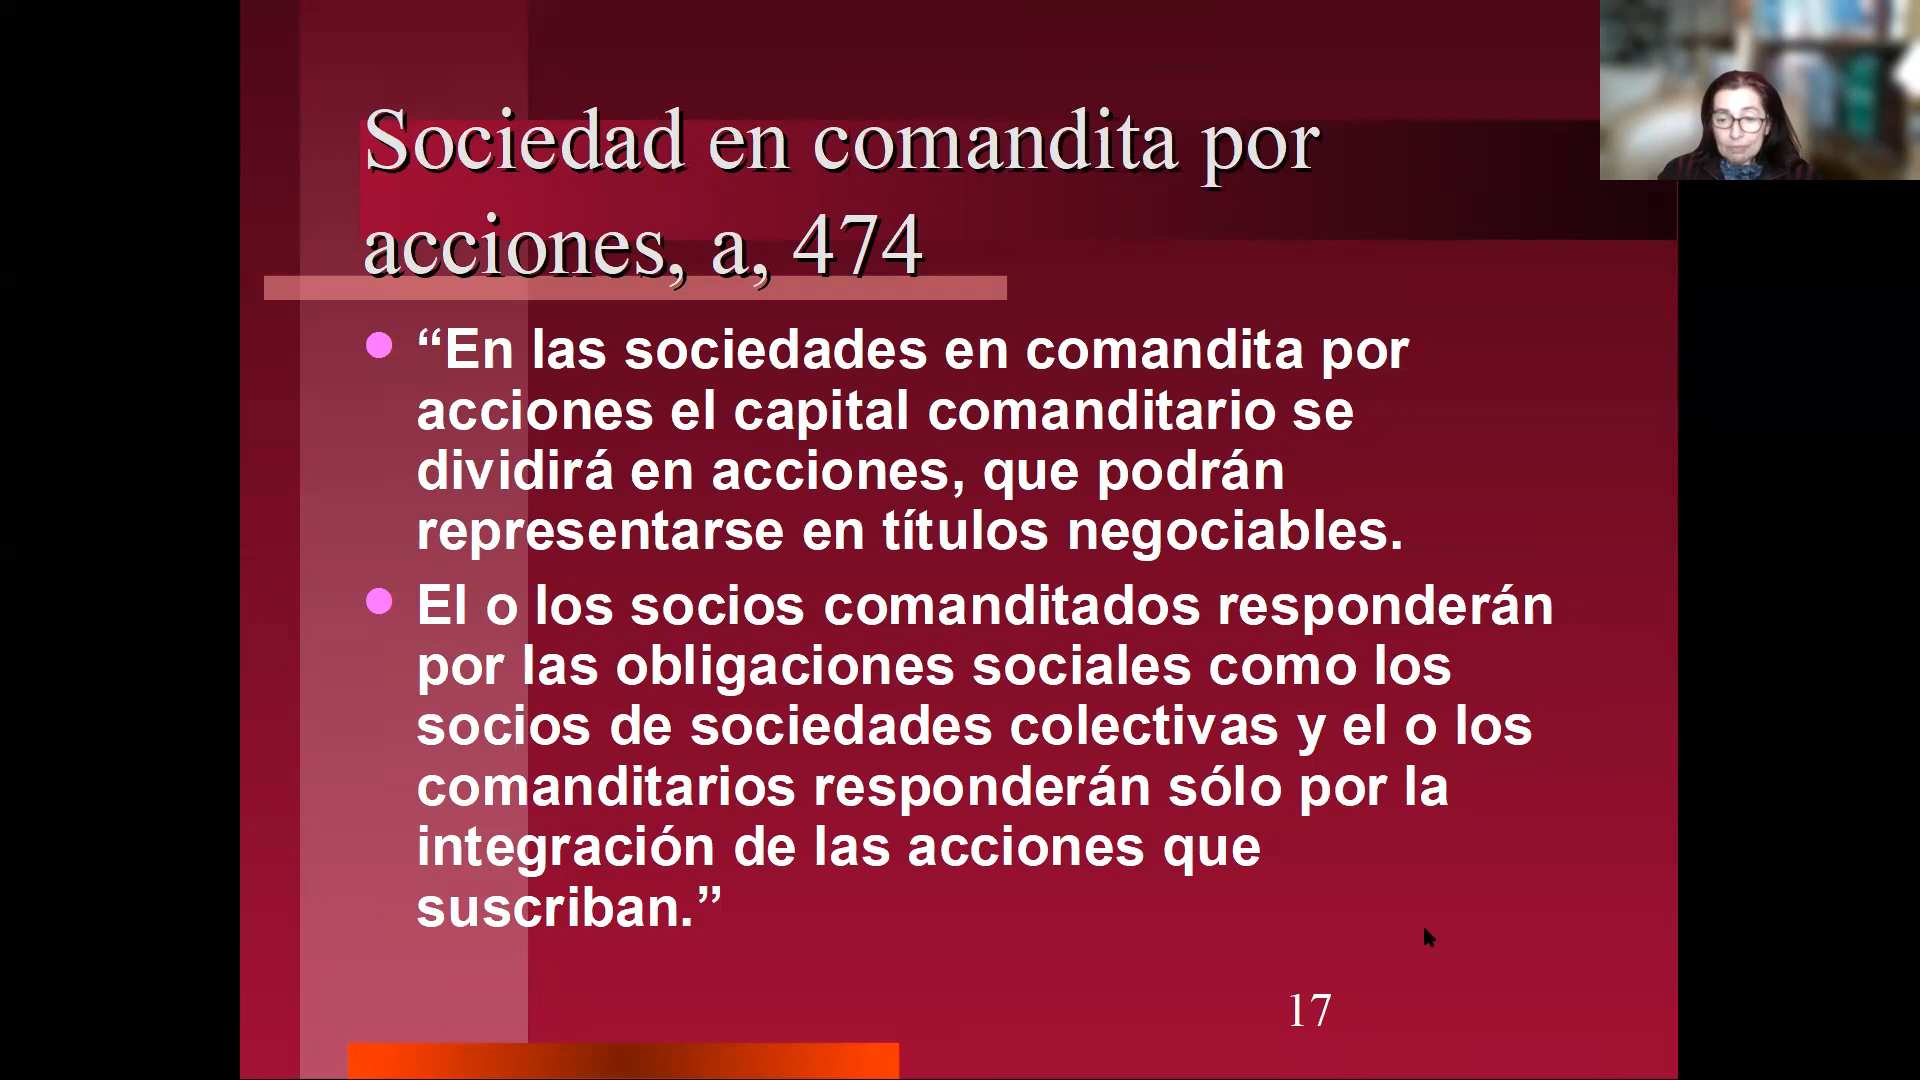 Sociedad en comandita por
acciones, a, 474
“En las sociedades en comandita por
acciones el capital comanditario se
dividirá en acciones, que podrán
representarse en títulos negociables.
El o los socios comanditados responderán
por las obligaciones sociales como los
socios de sociedades colectivas y el o los
comanditarios responderán sólo por la
integración de las acciones que
suscriban.”
17